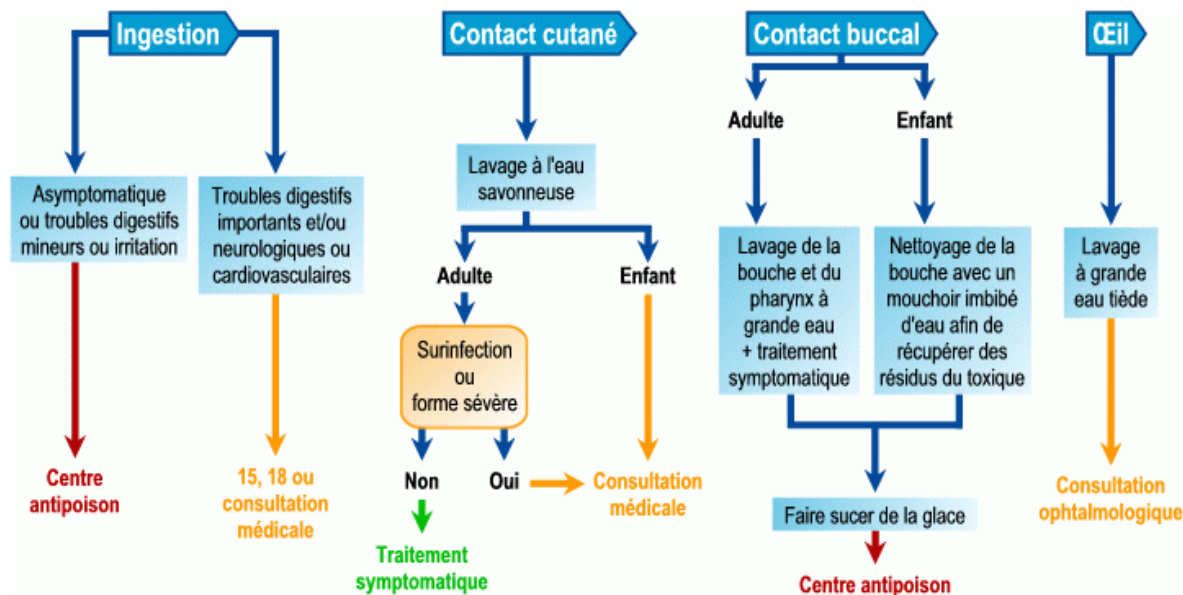 Ingestion
Asymptomatique
ou troubles digestifs
mineurs ou irritation
Centre
antipoison
Troubles digestifs
importants et/ou
neurologiques ou
cardiovasculaires
15, 18 ou
consultation
médicale
Contact cutané
Lavage à l'eau
savonneuse
Adulte
Surinfection
ou
forme sévère
Non
Traitement
symptomatique
Oui
Enfant
Consultation
médicale
Contact buccal
Adulte
Lavage de la
bouche et du
pharynx à
grande eau
+ traitement
symptomatique
Enfant
Nettoyage de la
bouche avec un
mouchoir imbibé
d'eau afin de
récupérer des
résidus du toxique
Faire sucer de la glace
Centre antipoison
Œil
Lavage
à grande
eau tiède
Consultation
ophtalmologique